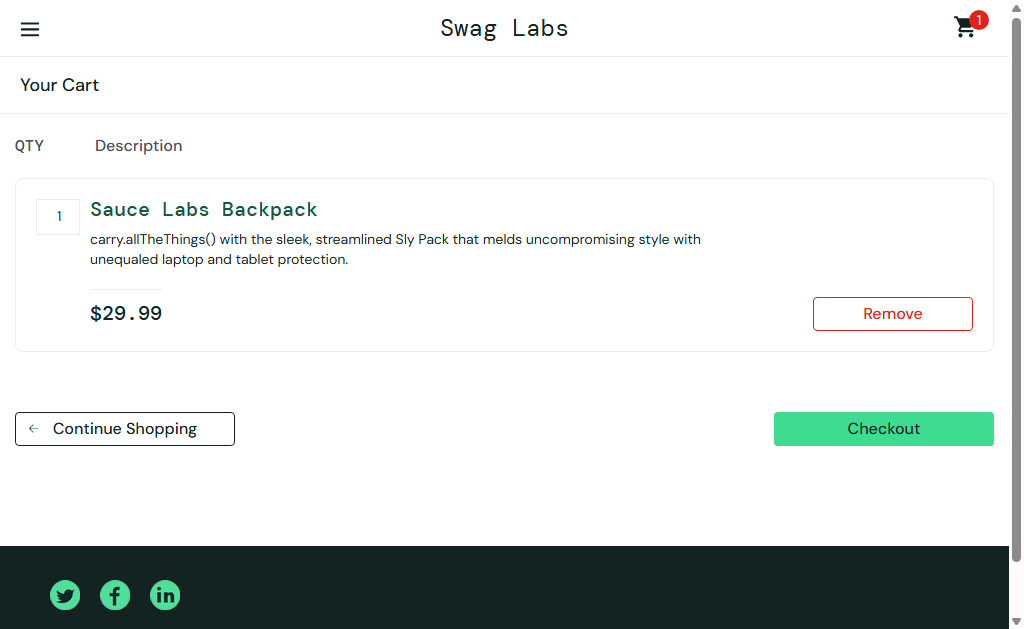 Swag Labs
1
Your Cart
QTY Description
1
Sauce Labs Backpack
carry.allTheThings() with the sleek, streamlined Sly Pack that melds uncompromising style with
unequaled laptop and tablet protection.
$29.99
Remove
Continue Shopping
Checkout